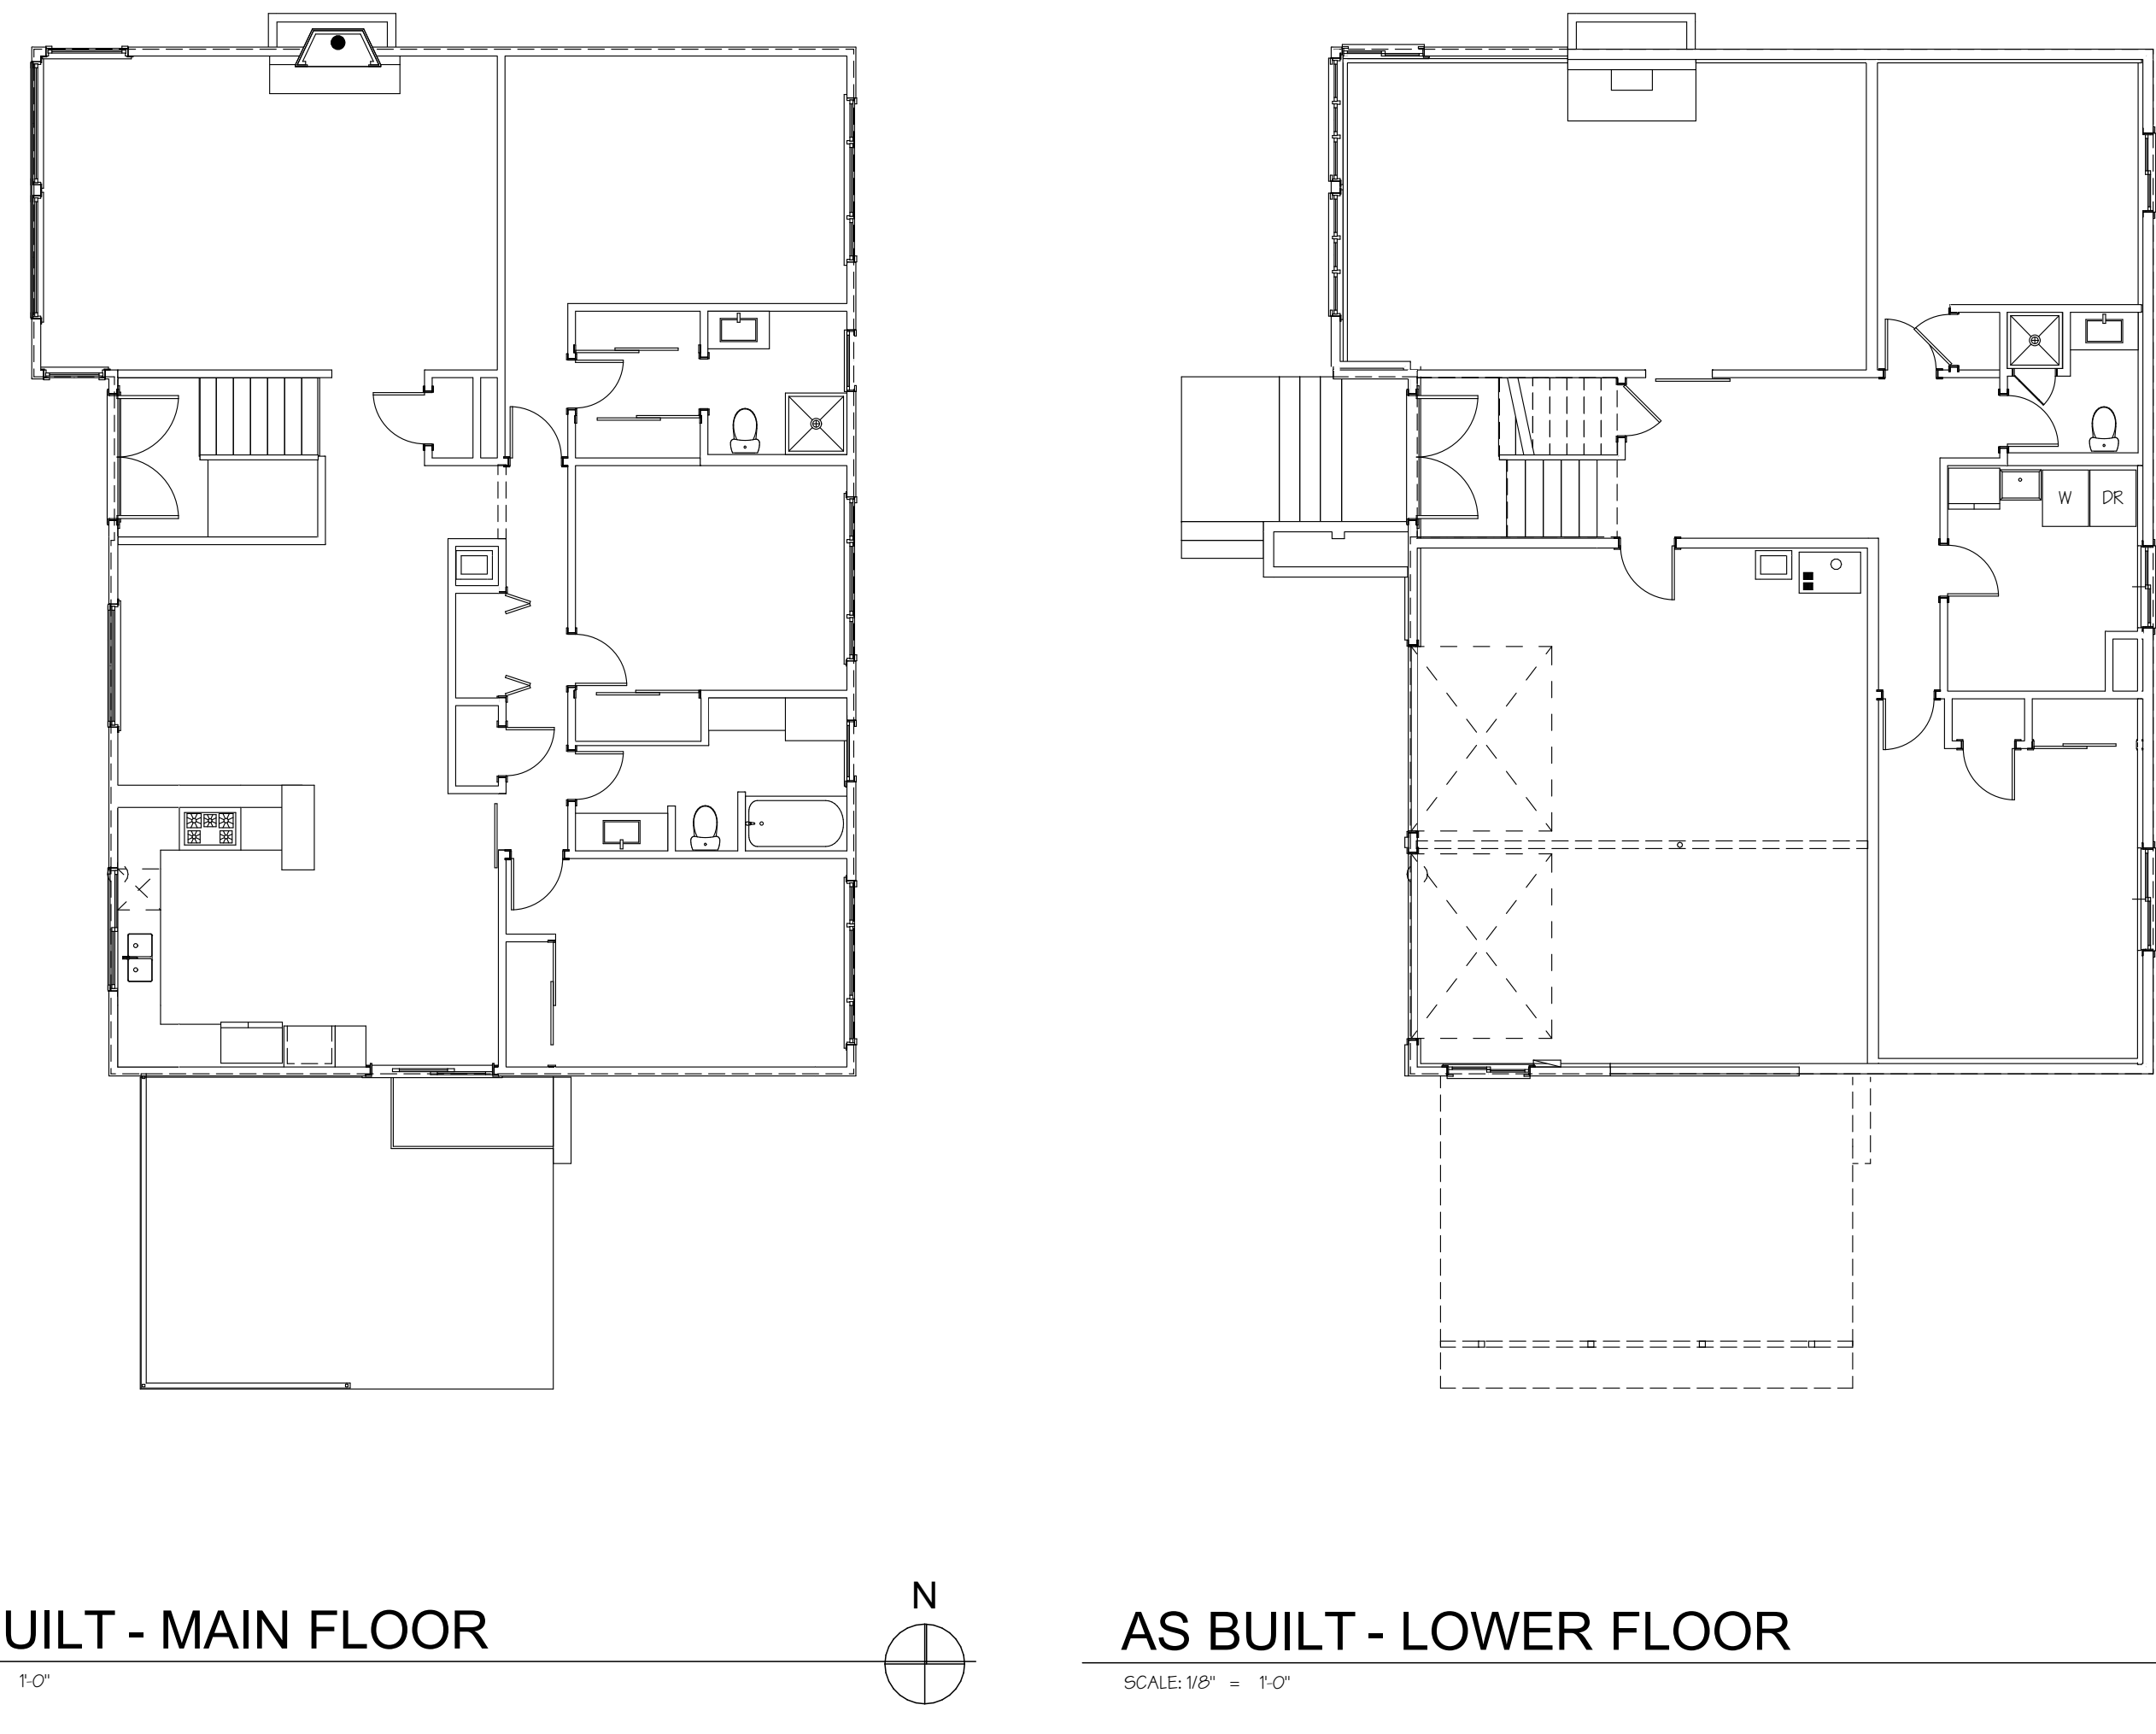 W
DR
N
UILT - MAIN FLOOR
1'-0"
AS BUILT - LOWER FLOOR
SCALE: 1/8" = 1'-0"